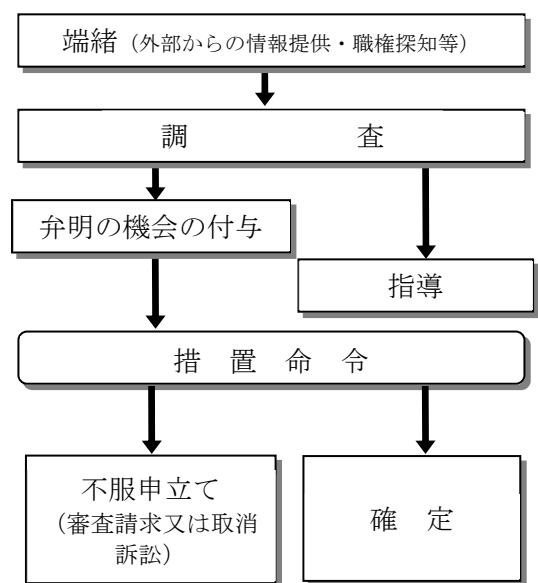 端緒（外部からの情報提供・職権探知等）
調　査
弁明の機会の付与
指導
措　置　命　令
不服申立て
（審査請求又は取消
訴訟）
確　定